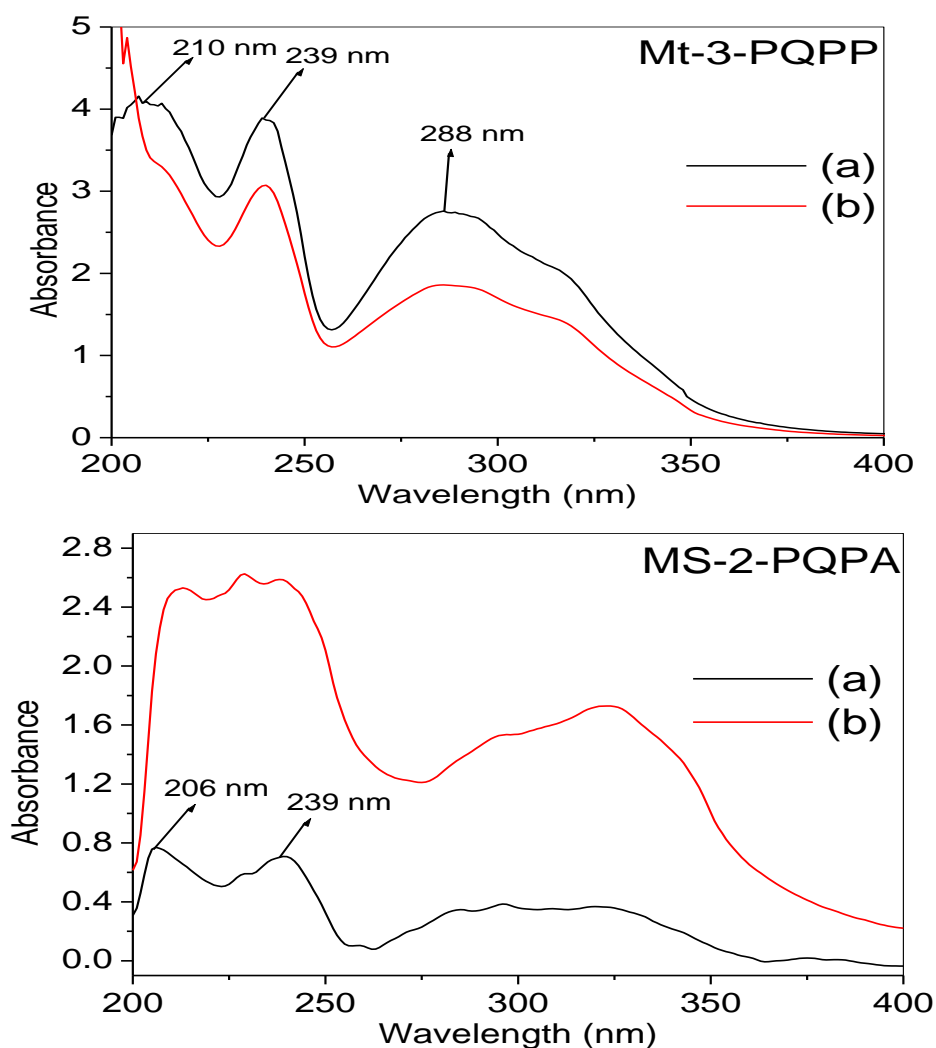 Mt-3-PQPP
210 nm
239 nm
288 nm
(a)
(b)
Absorbance
5
4
3
2
1
0
200 250 300 350 400
Wavelength (nm)
MS-2-PQPA
(a)
(b)
206 nm
239 nm
Absorbance
2.8
2.4
2.0
1.6
1.2
0.8
0.4
0.0
200 250 300 350 400
Wavelength (nm)